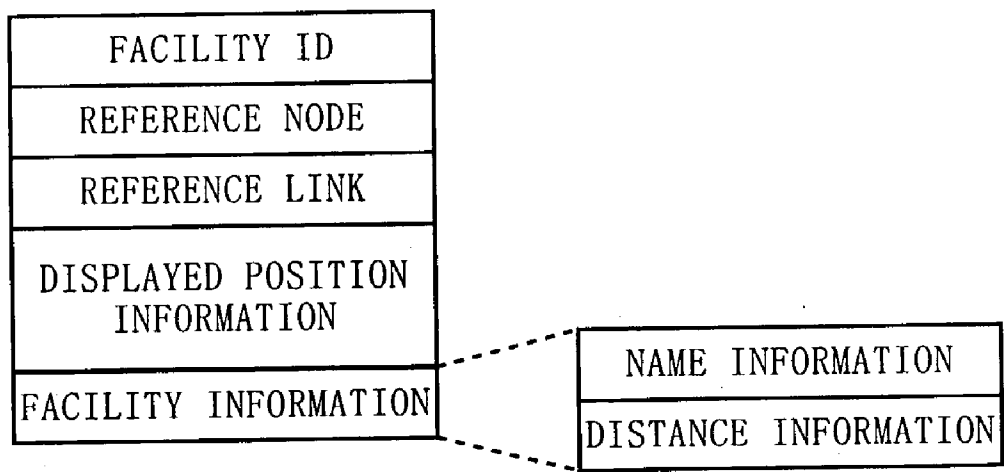 FACILITY ID
REFERENCE NODE
REFERENCE LINK
DISPLAYED POSITION
INFORMATION
FACILITY INFORMATION
NAME INFORMATION
DISTANCE INFORMATION